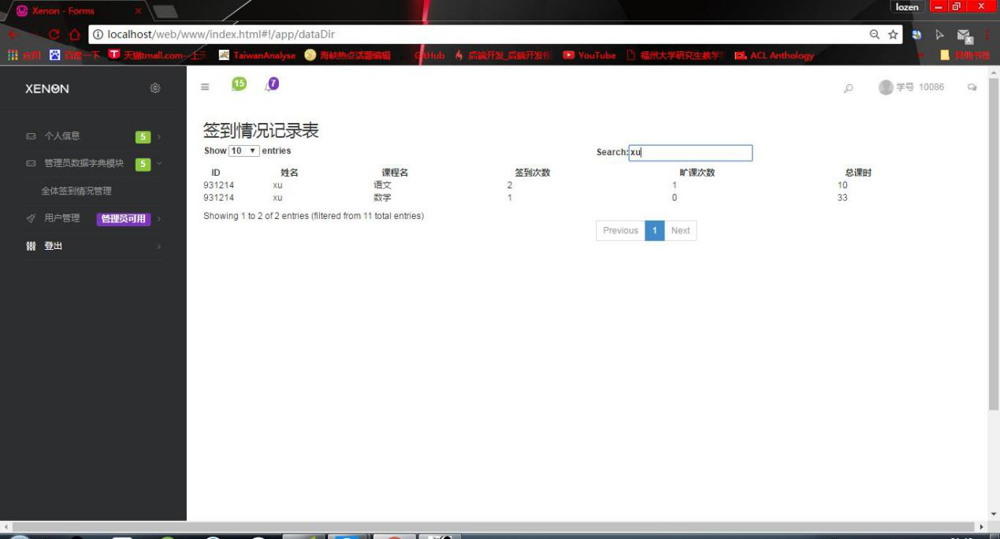 Xenon - Forms
lozen
localhost/web/www/index.html#!/app/dataDir
应用 百度一下 天猫tmall.com--上天 TaiwanAnalyse 海峡热点话题编辑 GitHub 后端开发_后端开发报 YouTube 福州大学研究生教学 ACL Anthology 其他书签
XENON
15 7
学号 10086
个人信息 5
管理员数据字典模块 5
全体签到情况管理
用户管理 管理员可用
登出
签到情况记录表
Show 10 entries
Search: xu
ID 姓名 课程名 签到次数 旷课次数 总课时
931214 xu 语文 2 1 10
931214 xu 数学 1 0 33
Showing 1 to 2 of 2 entries (filtered from 11 total entries)
Previous 1 Next